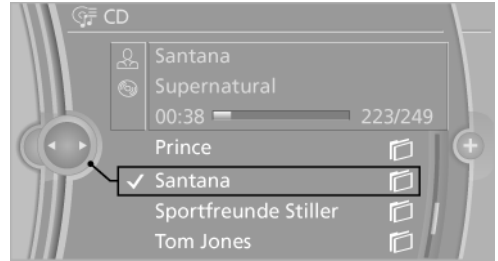 CD
Santana
Supernatural
00:38 223/249
Prince
Santana
Sportfreunde Stiller
Tom Jones